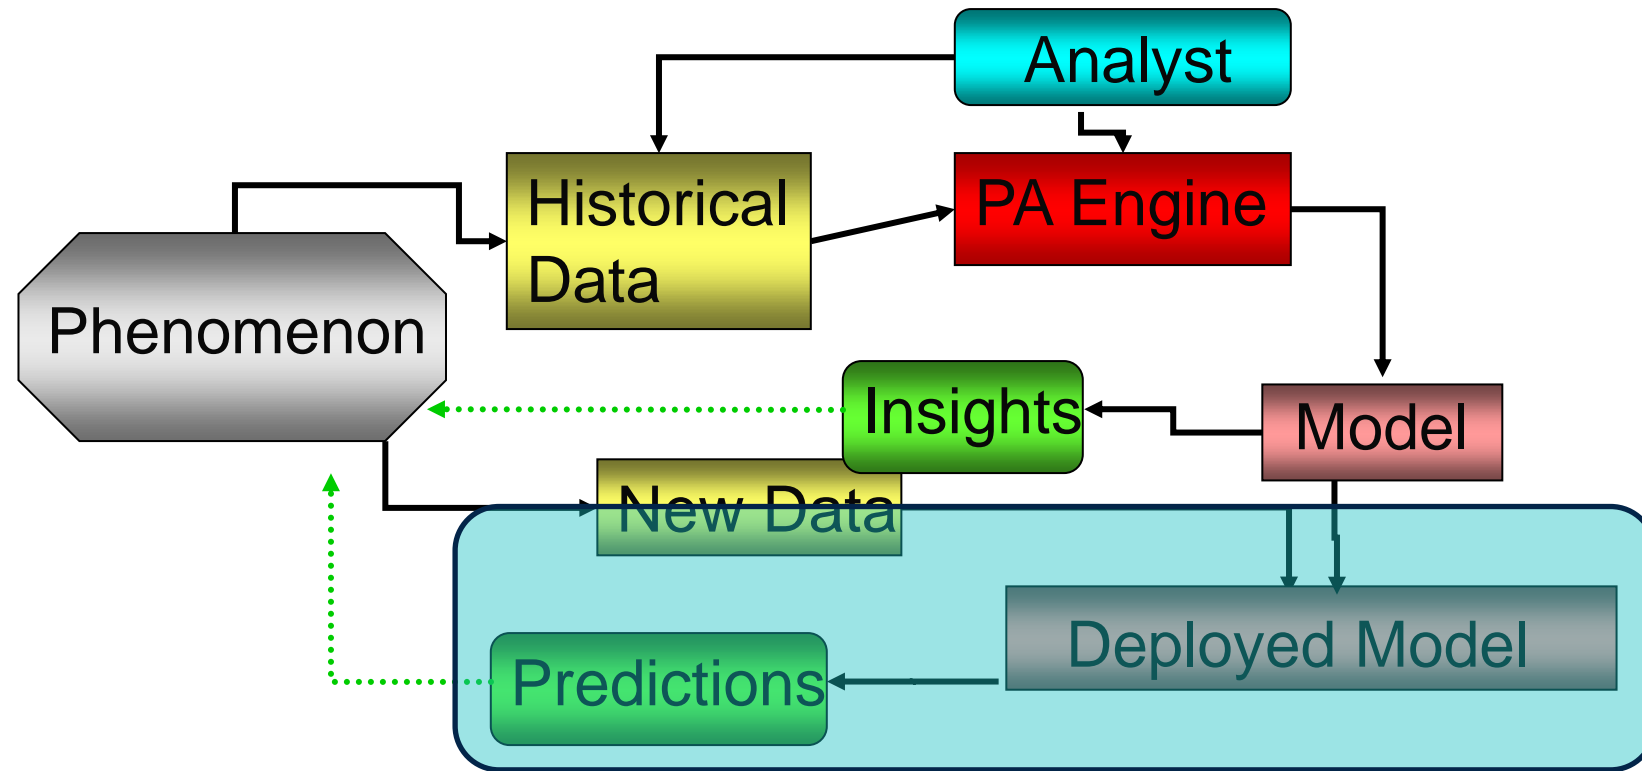 Analyst
Historical
Data
PA Engine
Phenomenon
Insights
Model
New Data
Deployed Model
Predictions